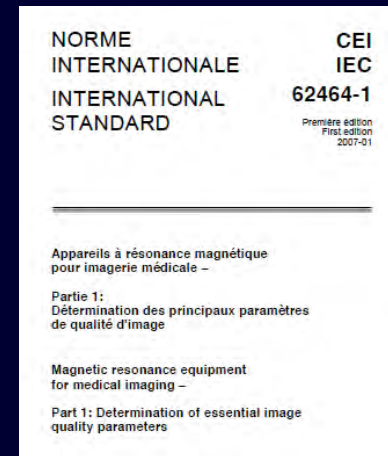 NORME
INTERNATIONALE
INTERNATIONAL
STANDARD
CEI
IEC
62464-1
Première édition
First edition
2007-01
Appareils à résonance magnétique
pour imagerie médicale –
Partie 1:
Détermination des principaux paramètres
de qualité d'image
Magnetic resonance equipment
for medical imaging –
Part 1: Determination of essential image
quality parameters